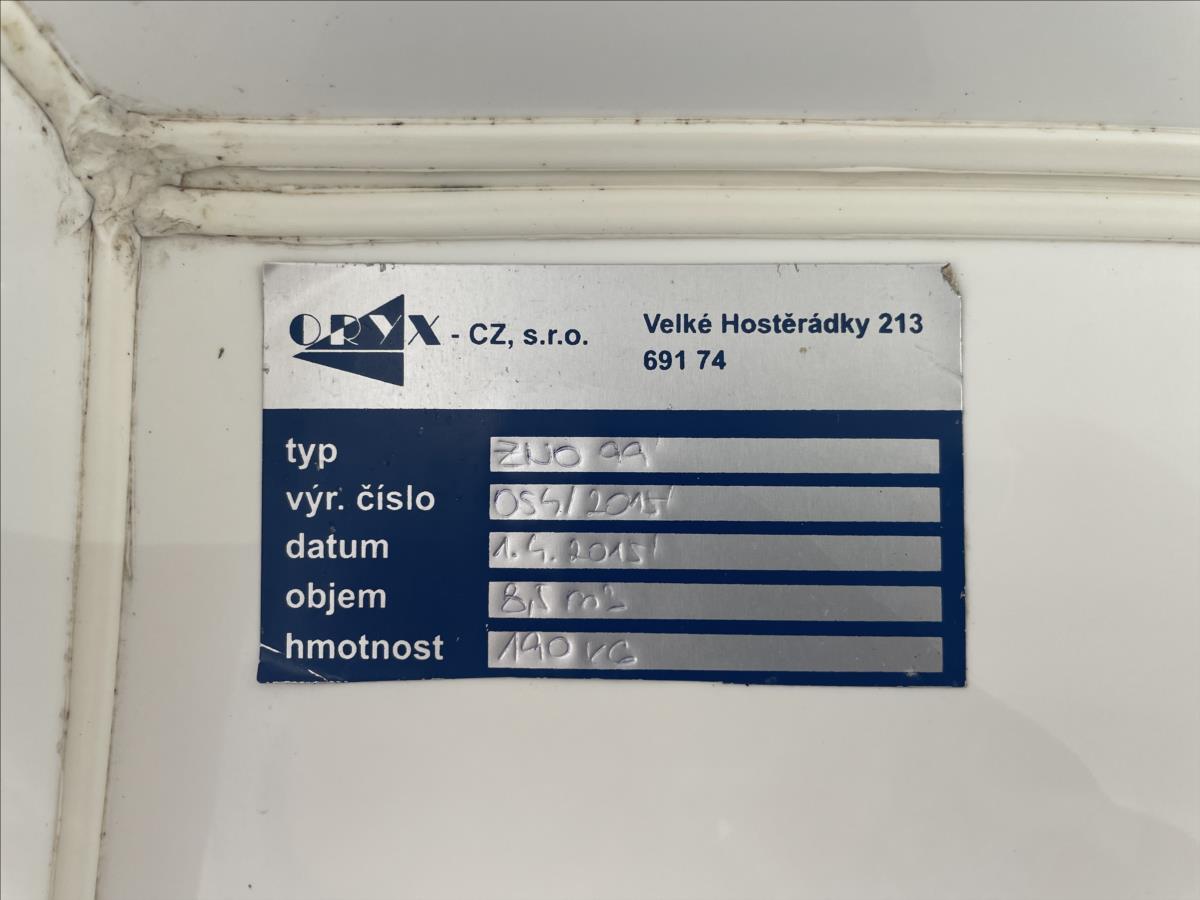 ORYX - CZ, s.r.o.
Velké Hostěrádky 213
691 74
typ ZNO 99
výr. číslo 054/2015
datum 1.4.2015
objem 8,5 m3
hmotnost 190 KG